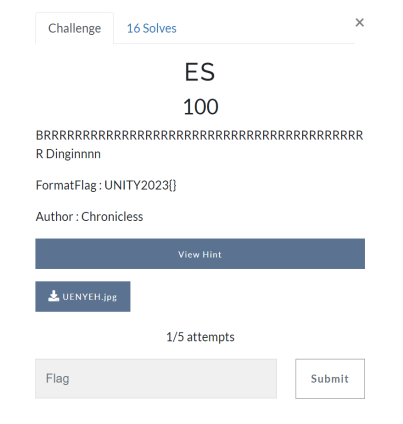 Challenge
16 Solves
×
ES
100
BRRRRRRRRRRRRRRRRRRRRRRRRRRRRRRRRRRRRRRRRR
R Dinginnnn
FormatFlag : UNITY2023{}
Author : Chronicless
View Hint
UENYEH.jpg
1/5 attempts
Flag
Submit